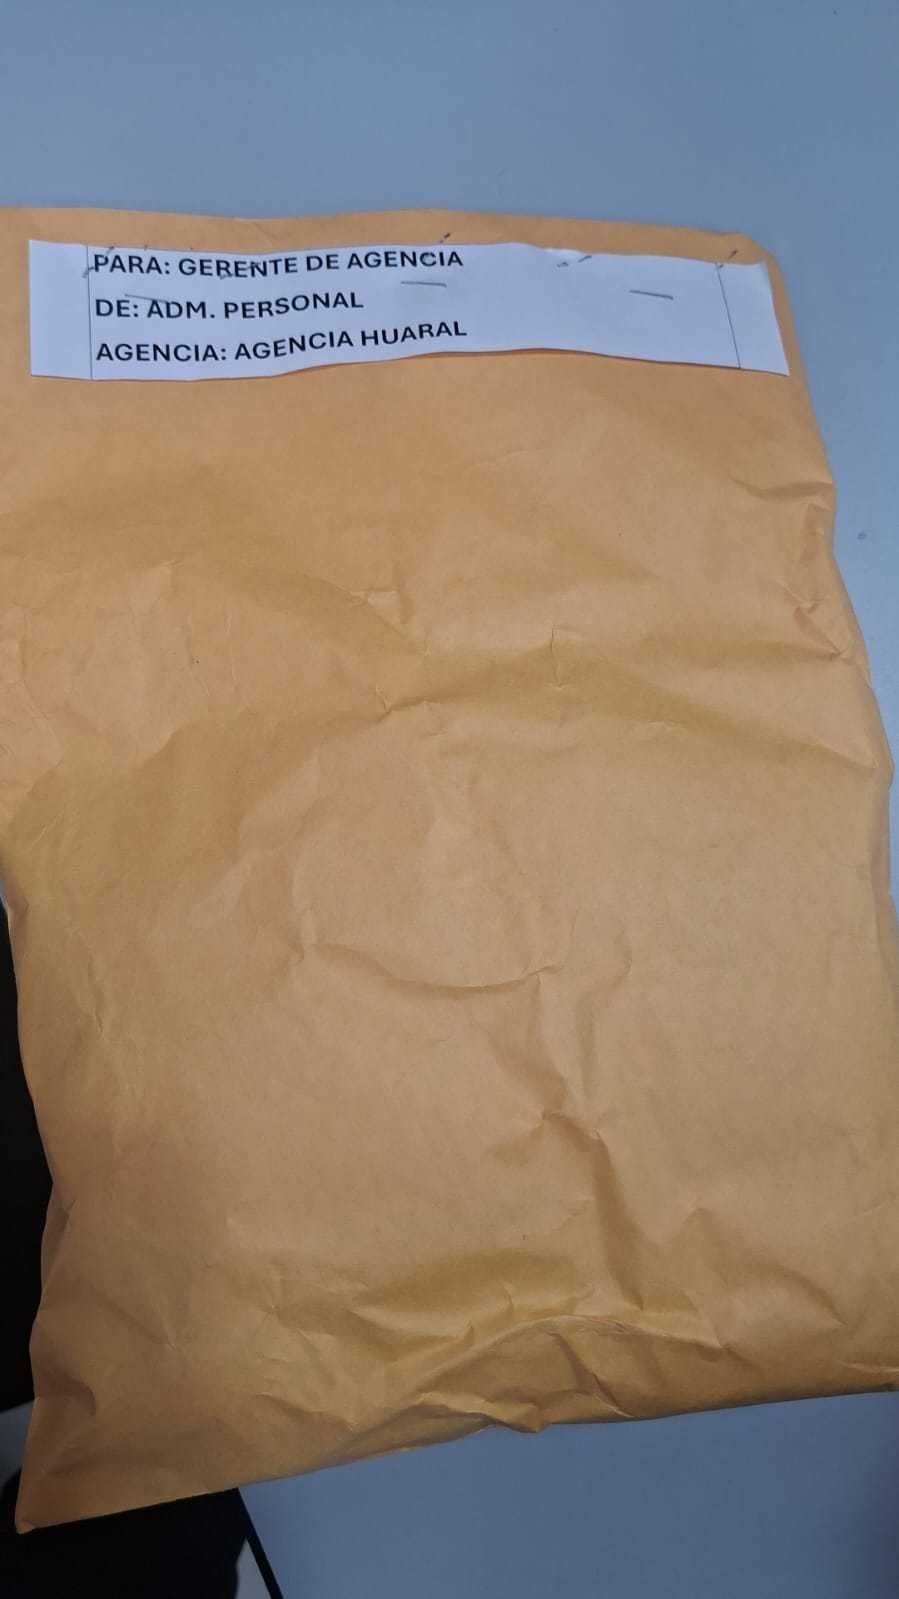 PARA: GERENTE DE AGENCIA
DE: ADM. PERSONAL
AGENCIA: AGENCIA HUARAL